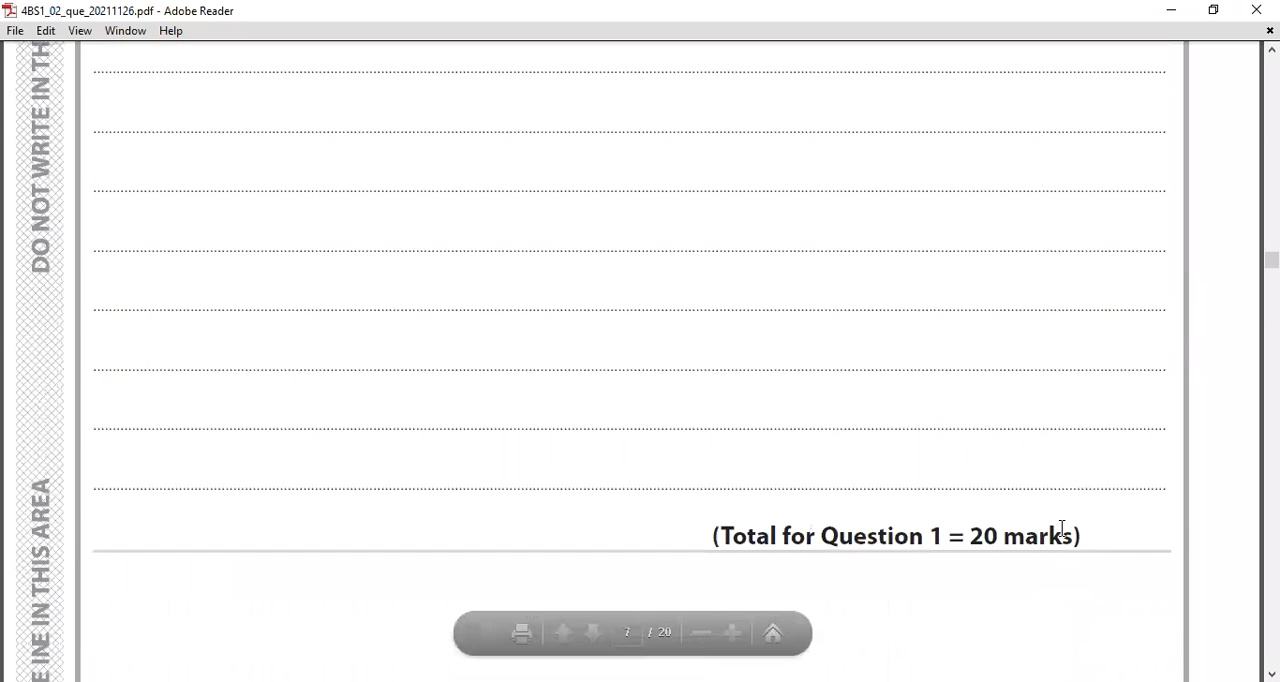 4BS1_02_que_20211126.pdf - Adobe Reader
File Edit View Window Help
DO NOT WRITE IN TH
INE IN THIS AREA
(Total for Question 1 = 20 marks)
7 / 20